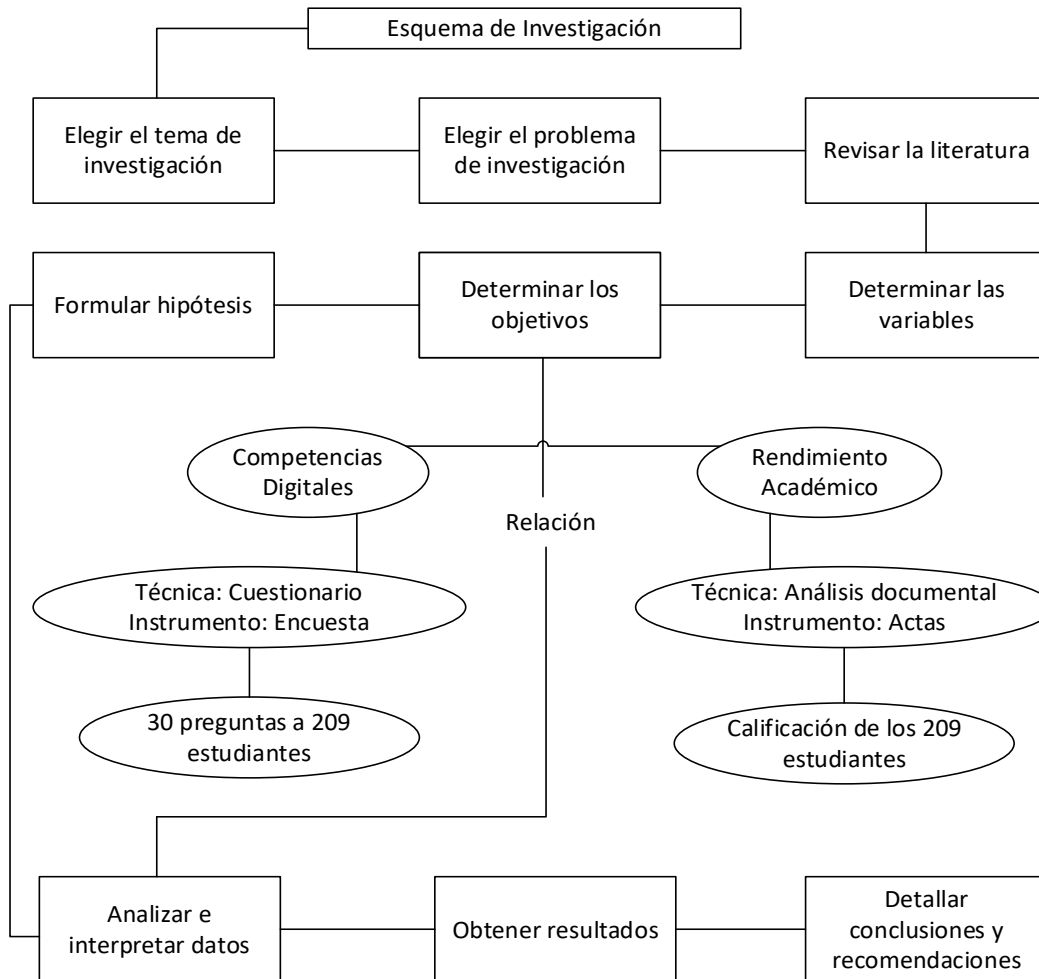 Esquema de Investigación
Elegir el tema de
investigación
Elegir el problema
de investigación
Revisar la literatura
Formular hipótesis
Determinar los
objetivos
Determinar las
variables
Competencias
Digitales
Rendimiento
Académico
Relación
Técnica: Cuestionario
Instrumento: Encuesta
Técnica: Análisis documental
Instrumento: Actas
30 preguntas a 209
estudiantes
Calificación de los 209
estudiantes
Analizar e
interpretar datos
Obtener resultados
Detallar
conclusiones y
recomendaciones